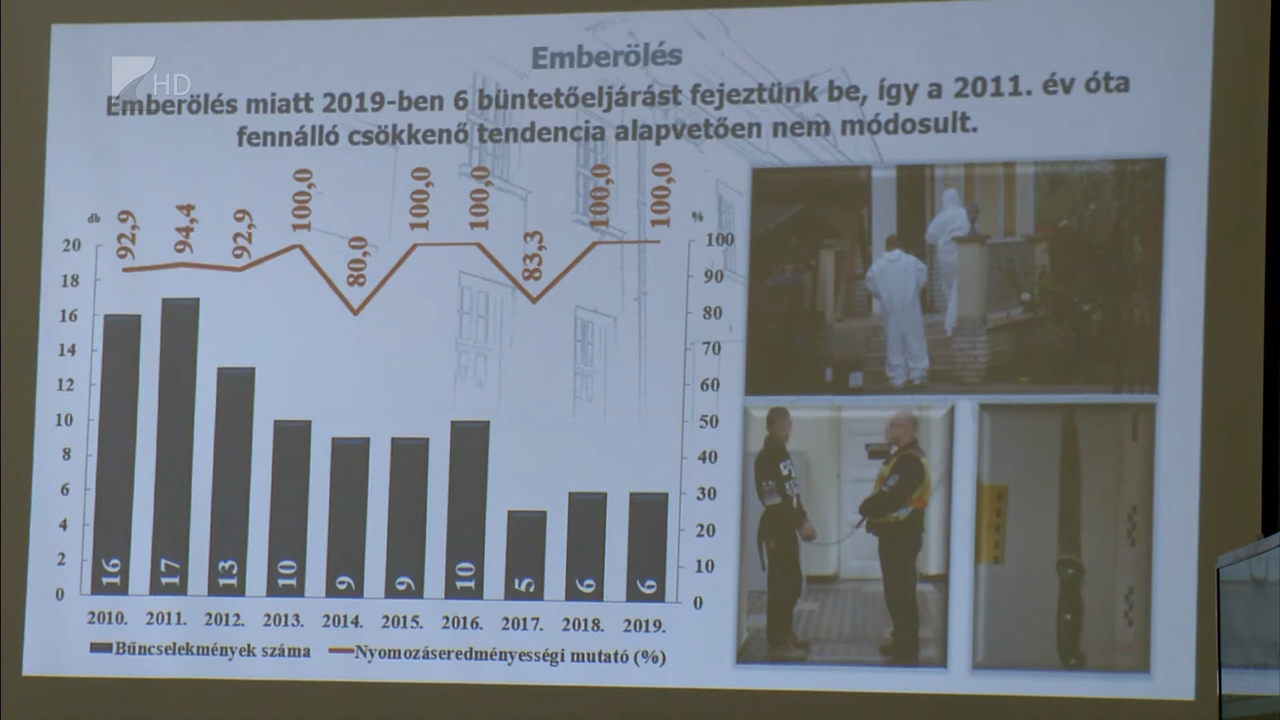 HD
Emberölés
Emberölés miatt 2019-ben 6 büntetőeljárást fejeztünk be, így a 2011. év óta
fennálló csökkenő tendencia alapvetően nem módosult.
92,9 94,4 92,9 100,0 80,0 100,0 100,0 83,3 100,0 100,0
db
%
20
18
16
14
12
10
8
6
4
2
0
100
90
80
70
60
50
40
30
20
10
0
16 17 13 10 9 9 10 5 6 6
2010. 2011. 2012. 2013. 2014. 2015. 2016. 2017. 2018. 2019.
Bűncselekmények száma Nyomozáseredményességi mutató (%)